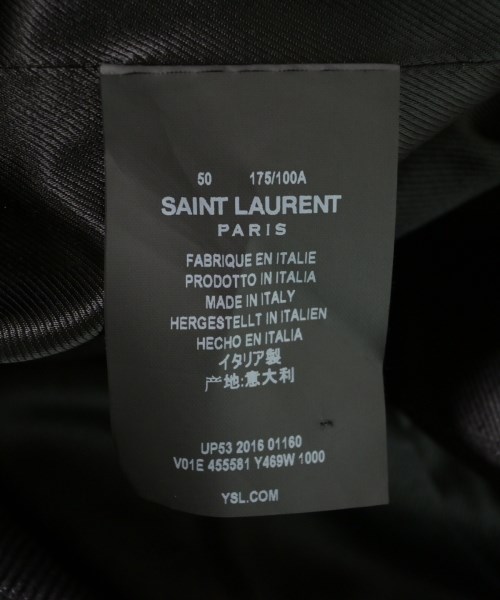 50 175/100A
SAINT LAURENT
PARIS
FABRIQUE EN ITALIE
PRODOTTO IN ITALIA
MADE IN ITALY
HERGESTELLT IN ITALIEN
HECHO EN ITALIA
イタリア製
产地:意大利
UP53 2016 01160
V01E 455581 Y469W 1000
YSL.COM